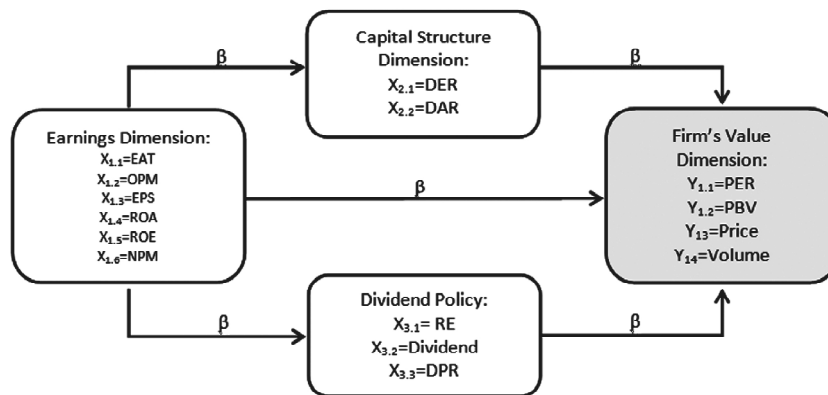 β
Capital Structure
Dimension:
X₂.₁=DER
X₂.₂=DAR
β
Earnings Dimension:
X₁.₁=EAT
X₁.₂=OPM
X₁.₃=EPS
X₁.₄=ROA
X₁.₅=ROE
X₁.₆=NPM
β
Firm's Value
Dimension:
Y₁.₁=PER
Y₁.₂=PBV
Y₁₃=Price
Y₁₄=Volume
β
Dividend Policy:
X₃.₁= RE
X₃.₂=Dividend
X₃.₃=DPR
β